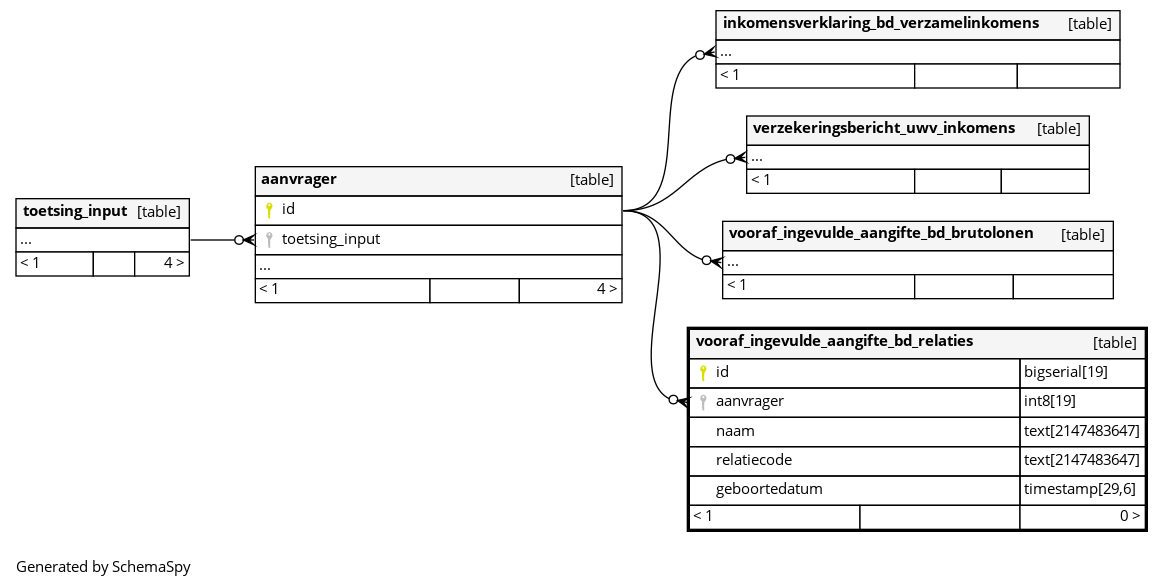 inkomensverklaring_bd_verzamelinkomens [table]
...
< 1
verzekeringsbericht_uwv_inkomens [table]
...
< 1
aanvrager [table]
id
toetsing_input
...
< 1 4 >
toetsing_input [table]
...
< 1 4 >
vooraf_ingevulde_aangifte_bd_brutolonen [table]
...
< 1
vooraf_ingevulde_aangifte_bd_relaties [table]
id bigserial[19]
aanvrager int8[19]
naam text[2147483647]
relatiecode text[2147483647]
geboortedatum timestamp[29,6]
< 1 0 >
Generated by SchemaSpy